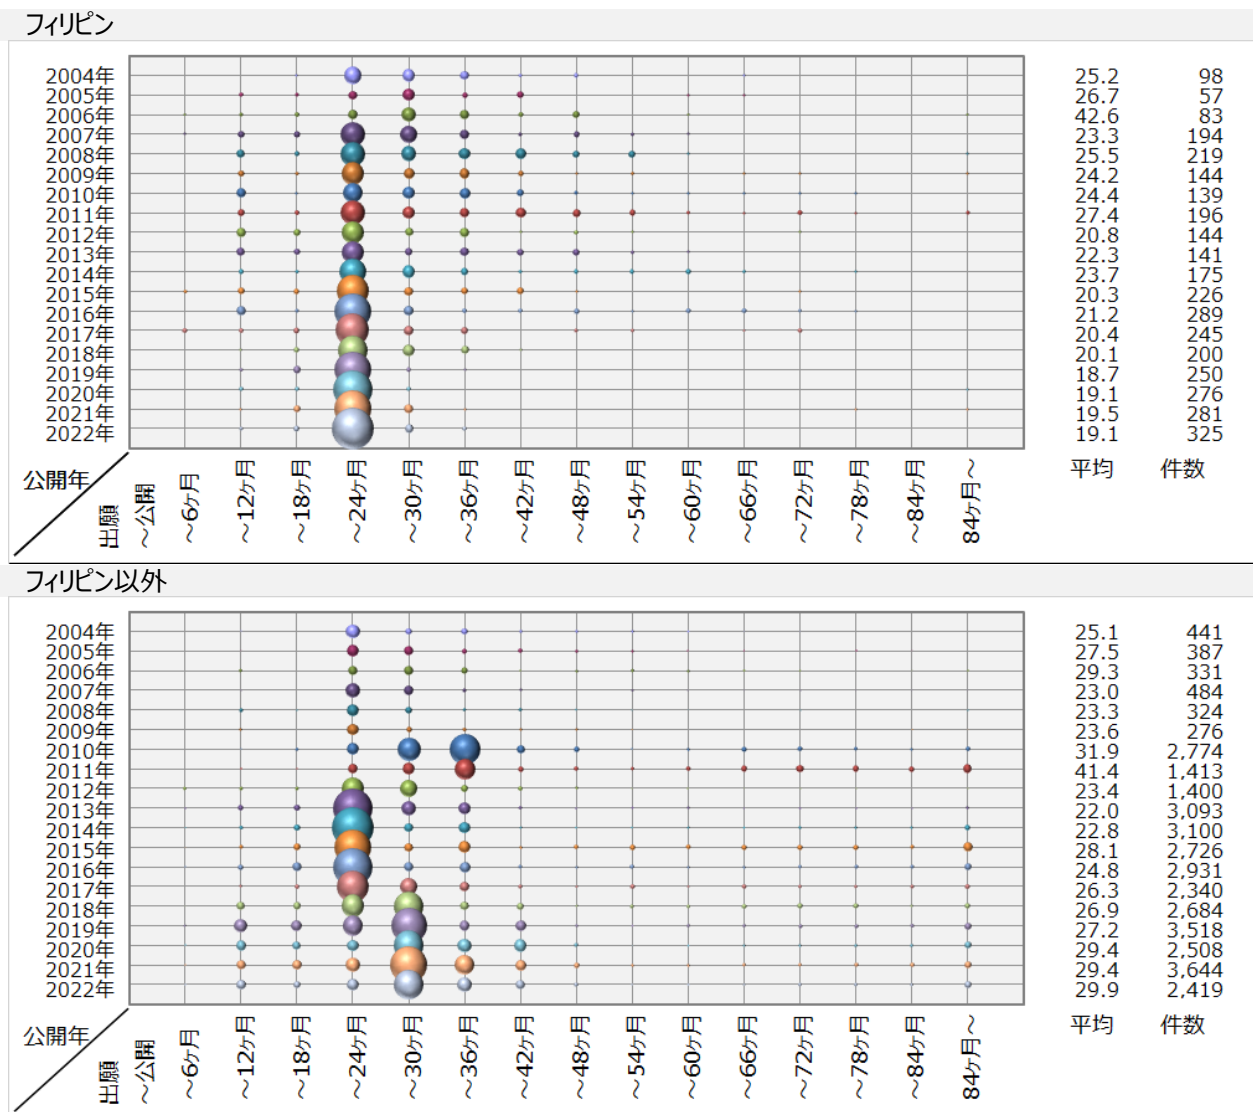 フィリピン
2004年 25.2 98
2005年 26.7 57
2006年 42.6 83
2007年 23.3 194
2008年 25.5 219
2009年 24.2 144
2010年 24.4 139
2011年 27.4 196
2012年 20.8 144
2013年 22.3 141
2014年 23.7 175
2015年 20.3 226
2016年 21.2 289
2017年 20.4 245
2018年 20.1 200
2019年 18.7 250
2020年 19.1 276
2021年 19.5 281
2022年 19.1 325
公開年 平均 件数
出願～公開 ～6ヶ月 ～12ヶ月 ～18ヶ月 ～24ヶ月 ～30ヶ月 ～36ヶ月 ～42ヶ月 ～48ヶ月 ～54ヶ月 ～60ヶ月 ～66ヶ月 ～72ヶ月 ～78ヶ月 ～84ヶ月 84ヶ月～
フィリピン以外
2004年 25.1 441
2005年 27.5 387
2006年 29.3 331
2007年 23.0 484
2008年 23.3 324
2009年 23.6 276
2010年 31.9 2,774
2011年 41.4 1,413
2012年 23.4 1,400
2013年 22.0 3,093
2014年 22.8 3,100
2015年 28.1 2,726
2016年 24.8 2,931
2017年 26.3 2,340
2018年 26.9 2,684
2019年 27.2 3,518
2020年 29.4 2,508
2021年 29.4 3,644
2022年 29.9 2,419
公開年 平均 件数
出願～公開 ～6ヶ月 ～12ヶ月 ～18ヶ月 ～24ヶ月 ～30ヶ月 ～36ヶ月 ～42ヶ月 ～48ヶ月 ～54ヶ月 ～60ヶ月 ～66ヶ月 ～72ヶ月 ～78ヶ月 ～84ヶ月 84ヶ月～